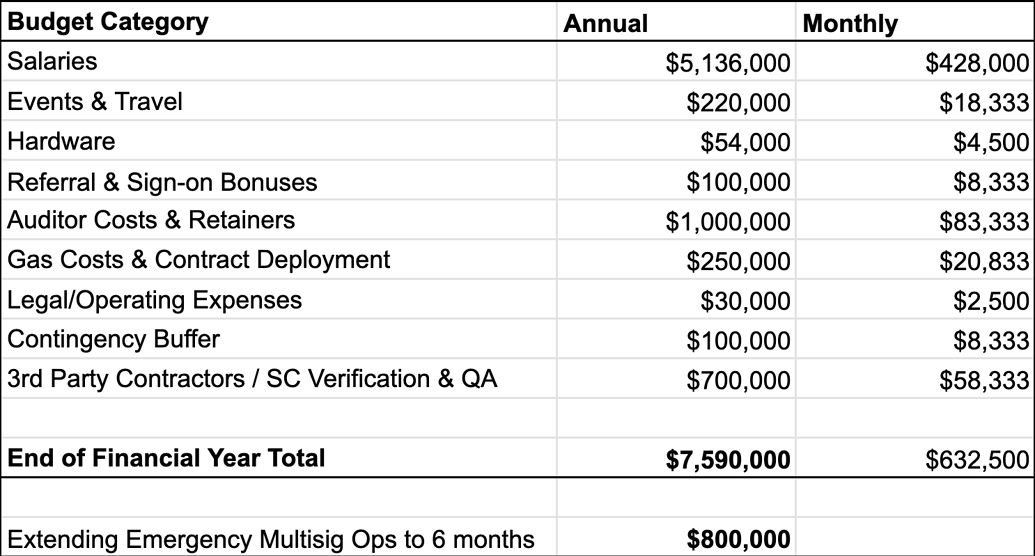 Budget Category Annual Monthly
Salaries $5,136,000 $428,000
Events & Travel $220,000 $18,333
Hardware $54,000 $4,500
Referral & Sign-on Bonuses $100,000 $8,333
Auditor Costs & Retainers $1,000,000 $83,333
Gas Costs & Contract Deployment $250,000 $20,833
Legal/Operating Expenses $30,000 $2,500
Contingency Buffer $100,000 $8,333
3rd Party Contractors / SC Verification & QA $700,000 $58,333
End of Financial Year Total $7,590,000 $632,500
Extending Emergency Multisig Ops to 6 months $800,000